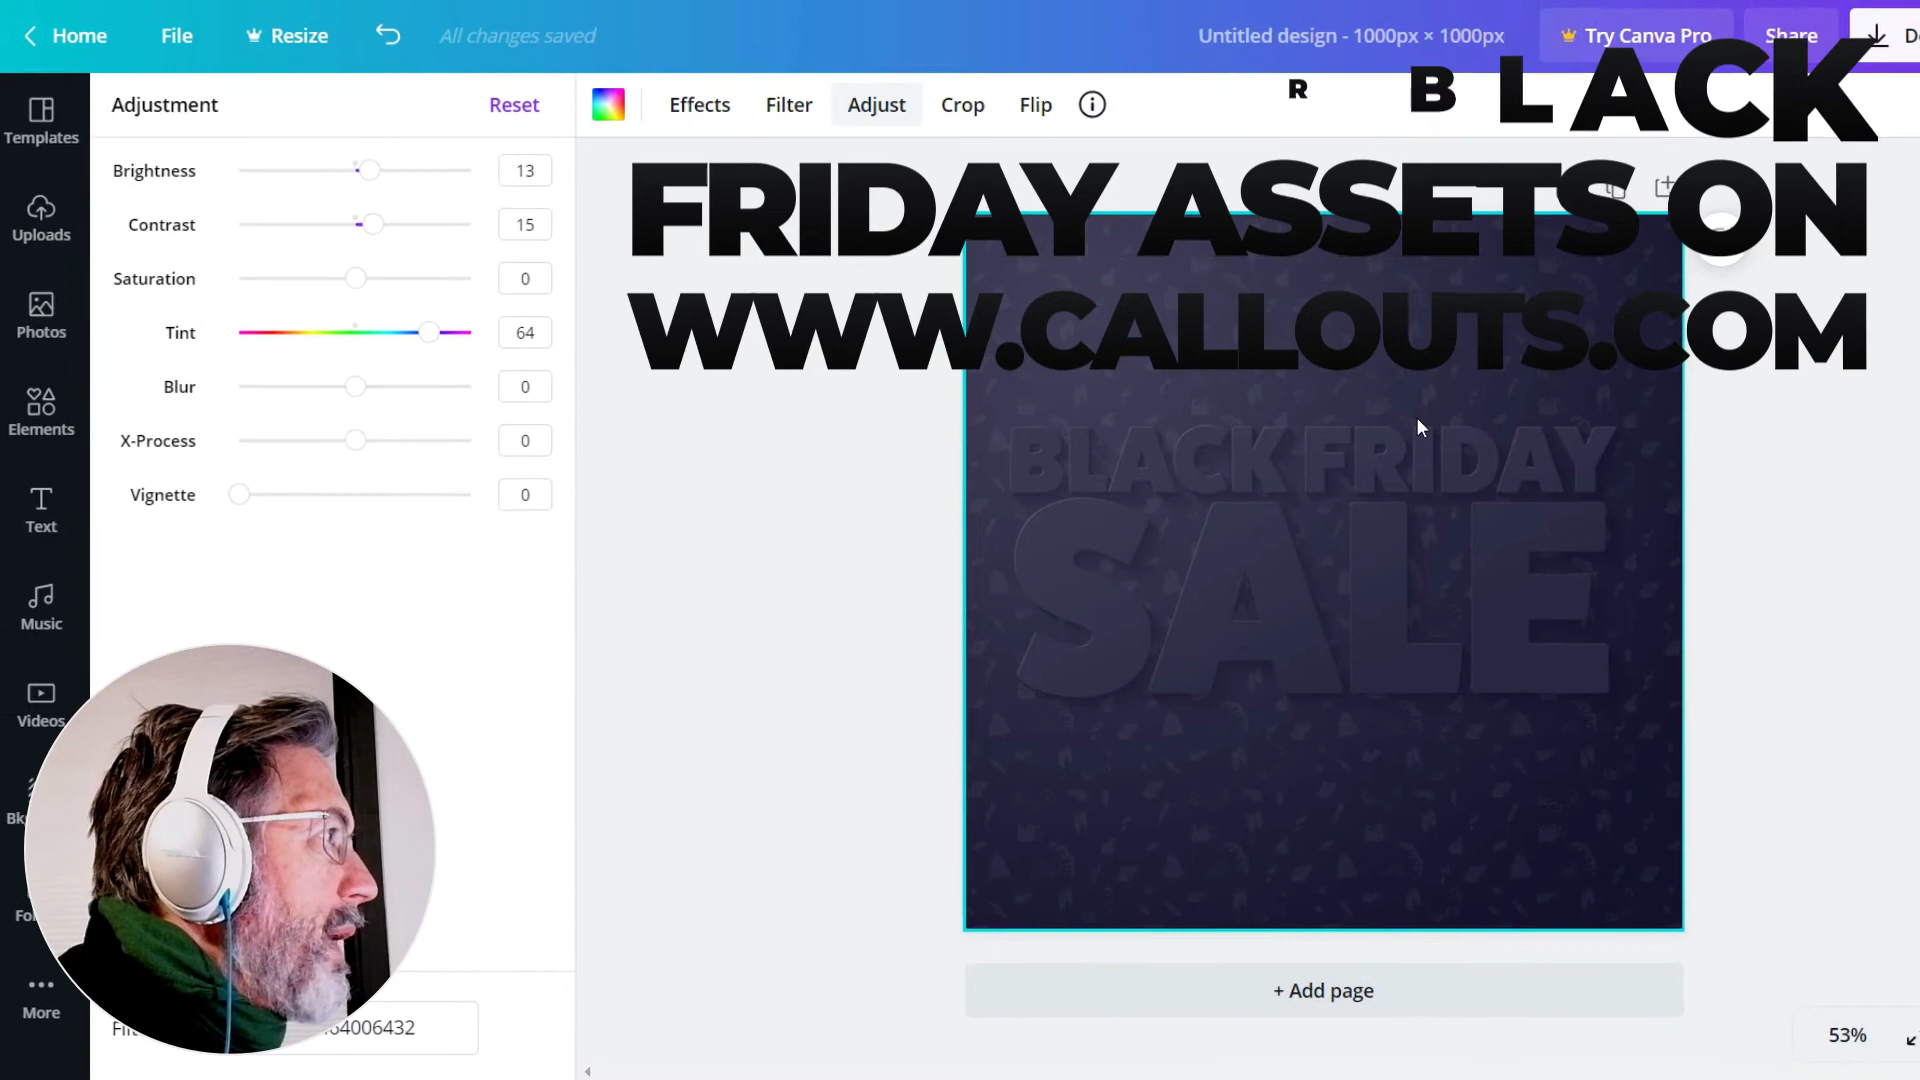 Home File Resize All changes saved Untitled design - 1000px × 1000px Try Canva Pro Share
Adjustment Reset
Effects Filter Adjust Crop Flip
R B LACK
FRIDAY ASSETS ON
WWW.CALLOUTS.COM
Templates
Uploads
Photos
Elements
Text
Music
Videos
More
Brightness 13
Contrast 15
Saturation 0
Tint 64
Blur 0
X-Process 0
Vignette 0
BLACK FRIDAY
SALE
+ Add page
64006432
53%